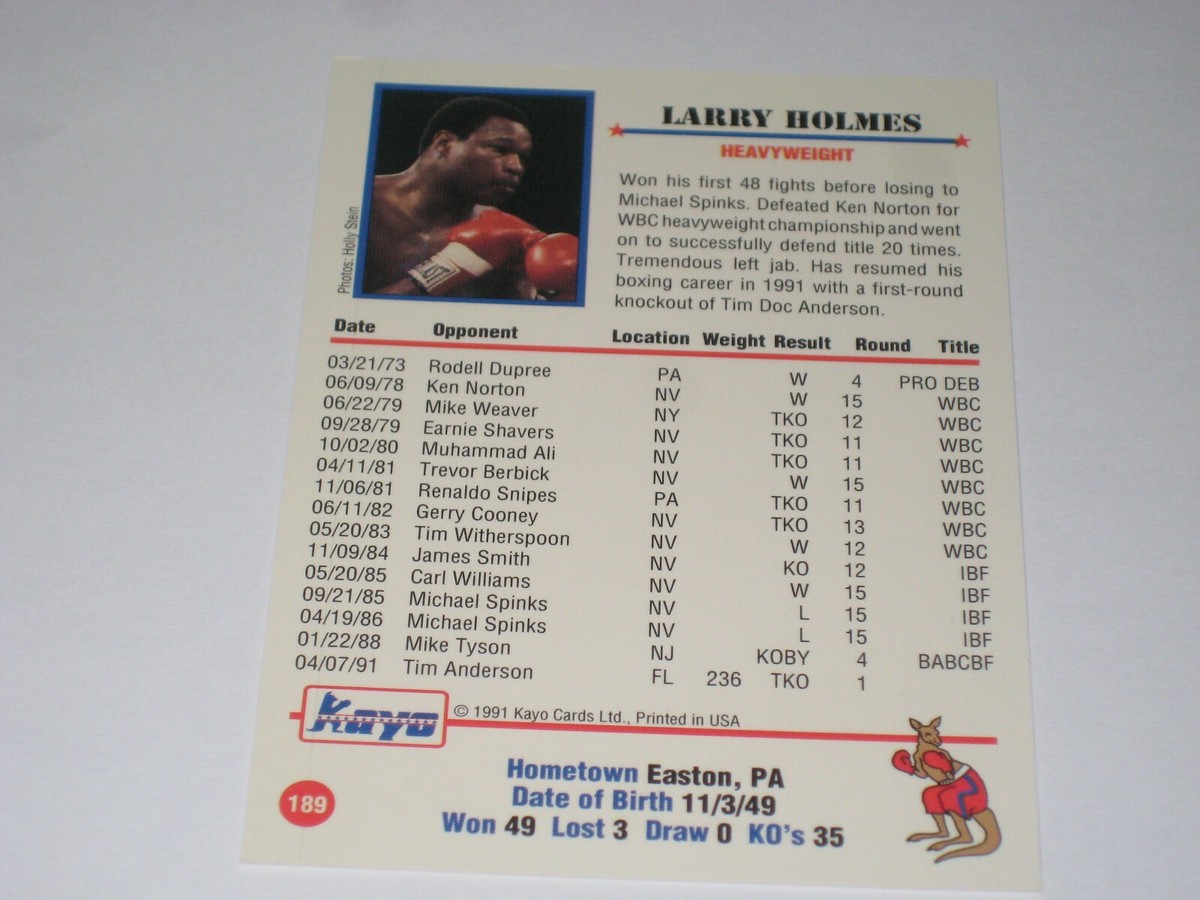 LARRY HOLMES
HEAVYWEIGHT
Won his first 48 fights before losing to
Michael Spinks. Defeated Ken Norton for
WBC heavyweight championship and went
on to successfully defend title 20 times.
Tremendous left jab. Has resumed his
boxing career in 1991 with a first-round
knockout of Tim Doc Anderson.
Photos: Holly Stein
Date Opponent Location Weight Result Round Title
03/21/73 Rodell Dupree PA W 4 PRO DEB
06/09/78 Ken Norton NV W 15 WBC
06/22/79 Mike Weaver NY TKO 12 WBC
09/28/79 Earnie Shavers NV TKO 11 WBC
10/02/80 Muhammad Ali NV TKO 11 WBC
04/11/81 Trevor Berbick NV W 15 WBC
11/06/81 Renaldo Snipes PA TKO 11 WBC
06/11/82 Gerry Cooney NV TKO 13 WBC
05/20/83 Tim Witherspoon NV W 12 WBC
11/09/84 James Smith NV KO 12 IBF
05/20/85 Carl Williams NV W 15 IBF
09/21/85 Michael Spinks NV L 15 IBF
04/19/86 Michael Spinks NV L 15 IBF
01/22/88 Mike Tyson NJ KOBY 4 BABCBF
04/07/91 Tim Anderson FL 236 TKO 1
Kayo © 1991 Kayo Cards Ltd., Printed in USA
Hometown Easton, PA
Date of Birth 11/3/49
189
Won 49 Lost 3 Draw 0 KO's 35